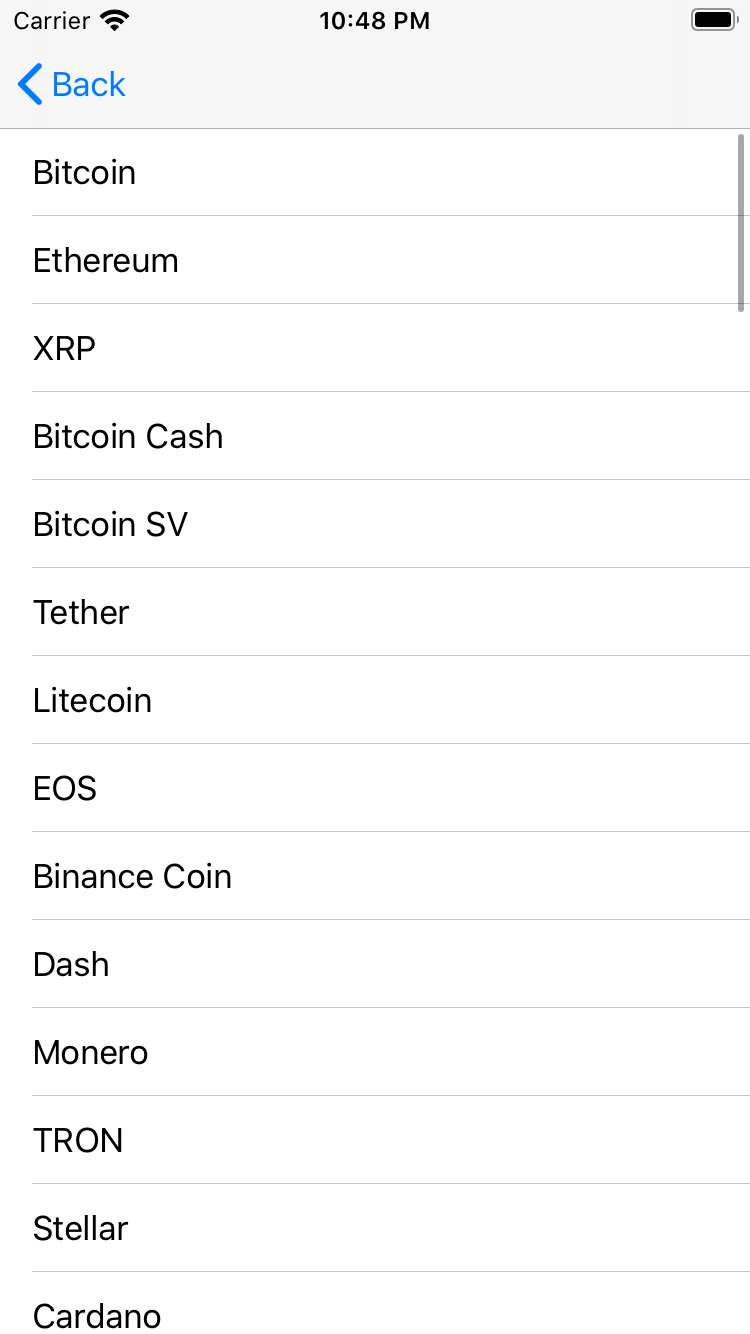 Carrier 10:48 PM
Back
Bitcoin
Ethereum
XRP
Bitcoin Cash
Bitcoin SV
Tether
Litecoin
EOS
Binance Coin
Dash
Monero
TRON
Stellar
Cardano